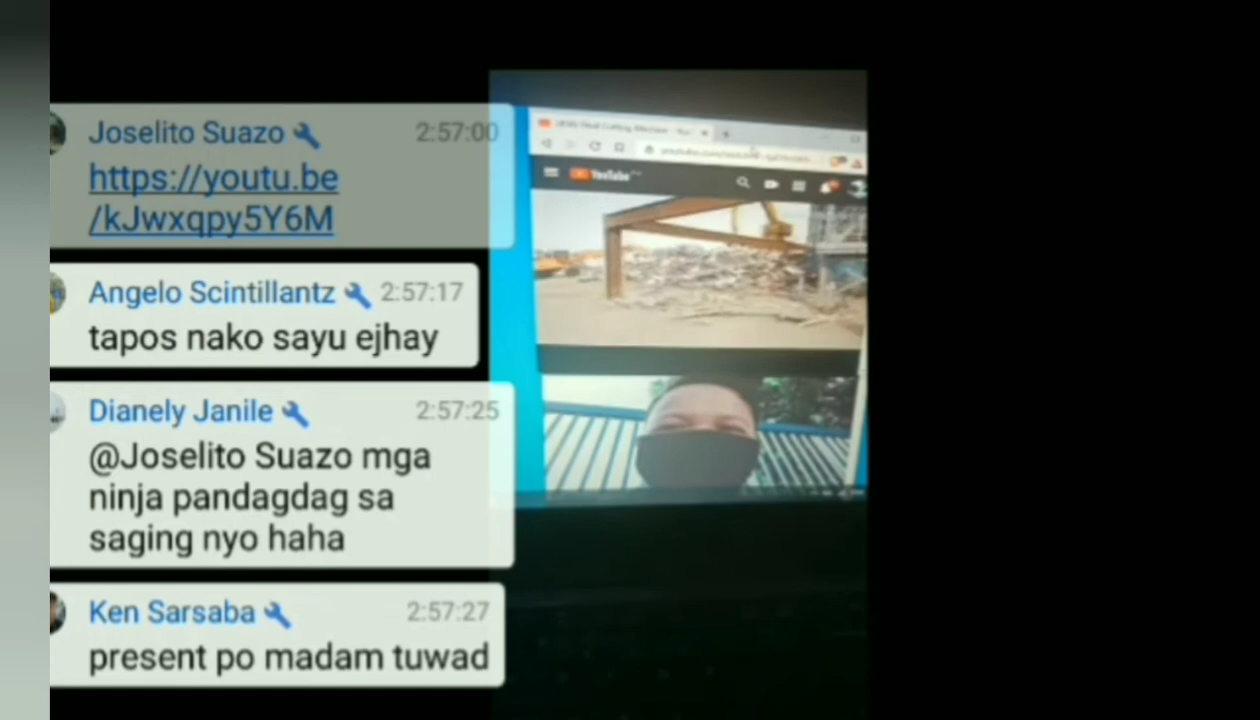 Joselito Suazo 2:57:00
https://youtu.be
/kJwxqpy5Y6M
Angelo Scintillantz 2:57:17
tapos nako sayu ejhay
Dianely Janile 2:57:25
@Joselito Suazo mga
ninja pandagdag sa
saging nyo haha
Ken Sarsaba 2:57:27
present po madam tuwad
YouTube